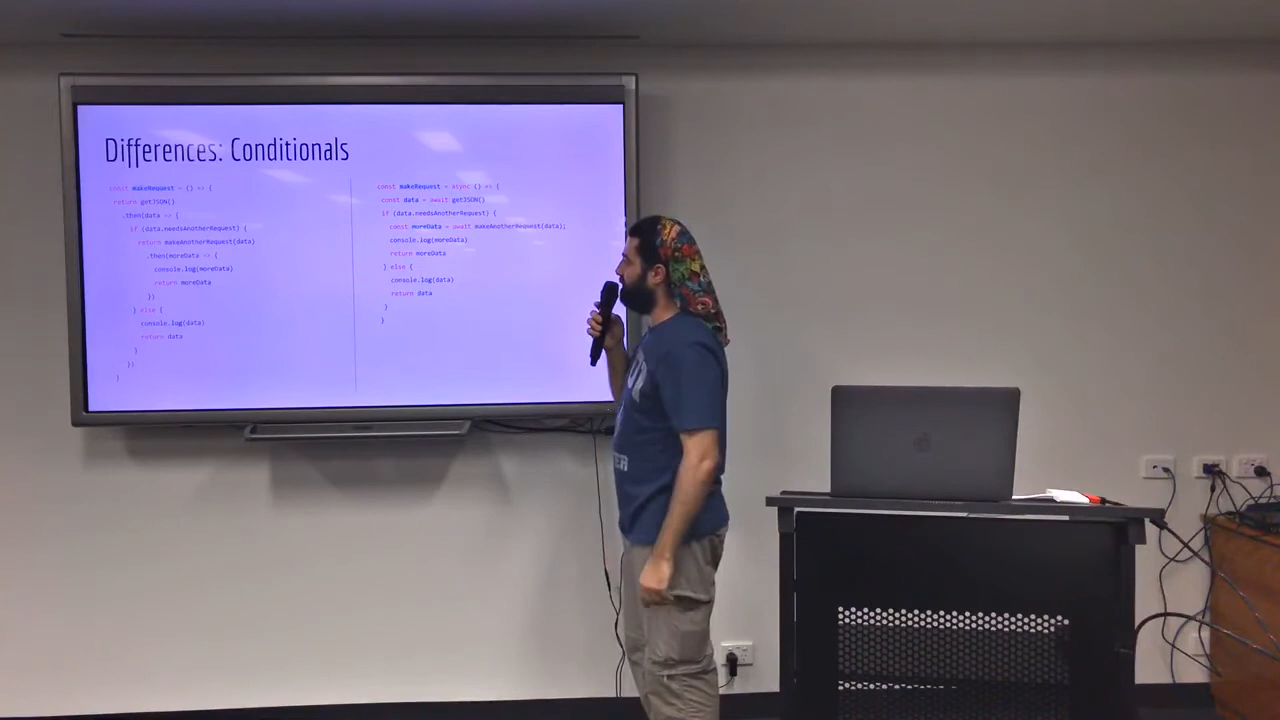 Differences: Conditionals
const makeRequest = () => {
return getJSON()
.then(data => {
if (data.needsAnotherRequest) {
return makeAnotherRequest(data)
.then(moreData => {
console.log(moreData)
return moreData
})
} else {
console.log(data)
return data
}
})
}
const makeRequest = async () => {
const data = await getJSON()
if (data.needsAnotherRequest) {
const moreData = await makeAnotherRequest(data);
console.log(moreData)
return moreData
} else {
console.log(data)
return data
}
}